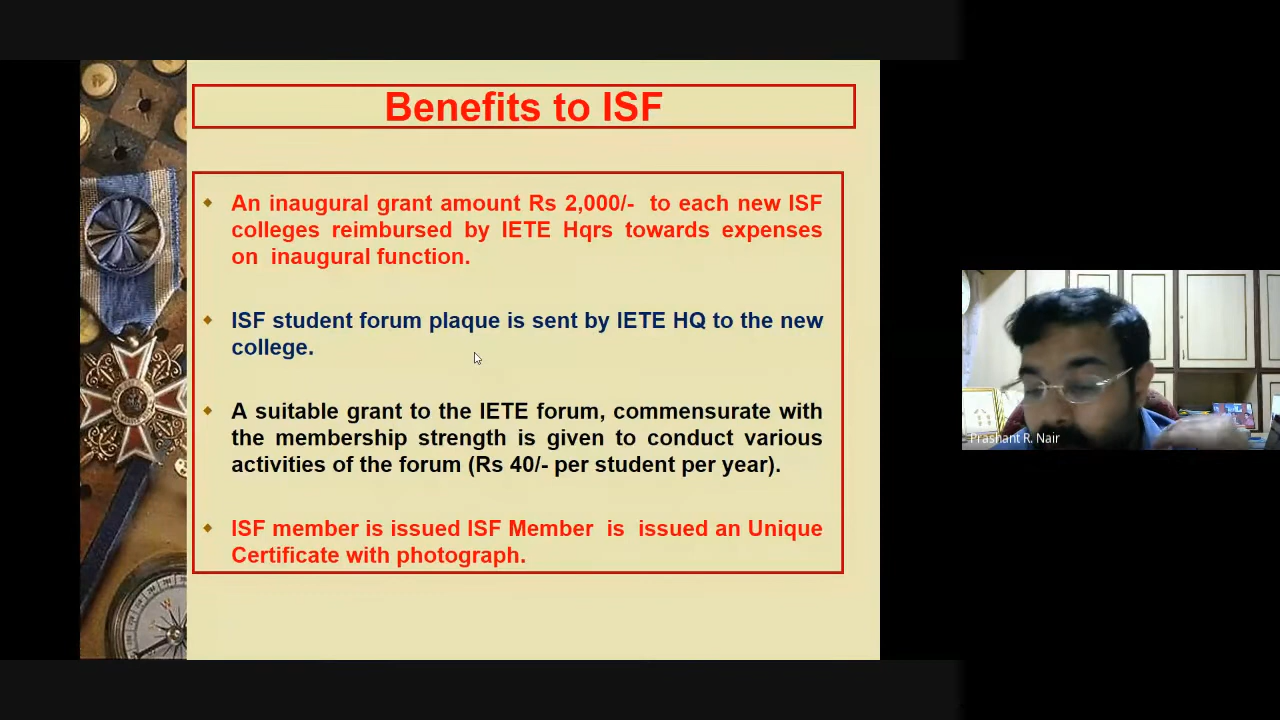 Benefits to ISF
An inaugural grant amount Rs 2,000/- to each new ISF
colleges reimbursed by IETE Hqrs towards expenses
on inaugural function.
ISF student forum plaque is sent by IETE HQ to the new
college.
A suitable grant to the IETE forum, commensurate with
the membership strength is given to conduct various
activities of the forum (Rs 40/- per student per year).
ISF member is issued ISF Member is issued an Unique
Certificate with photograph.
Prashant R. Nair